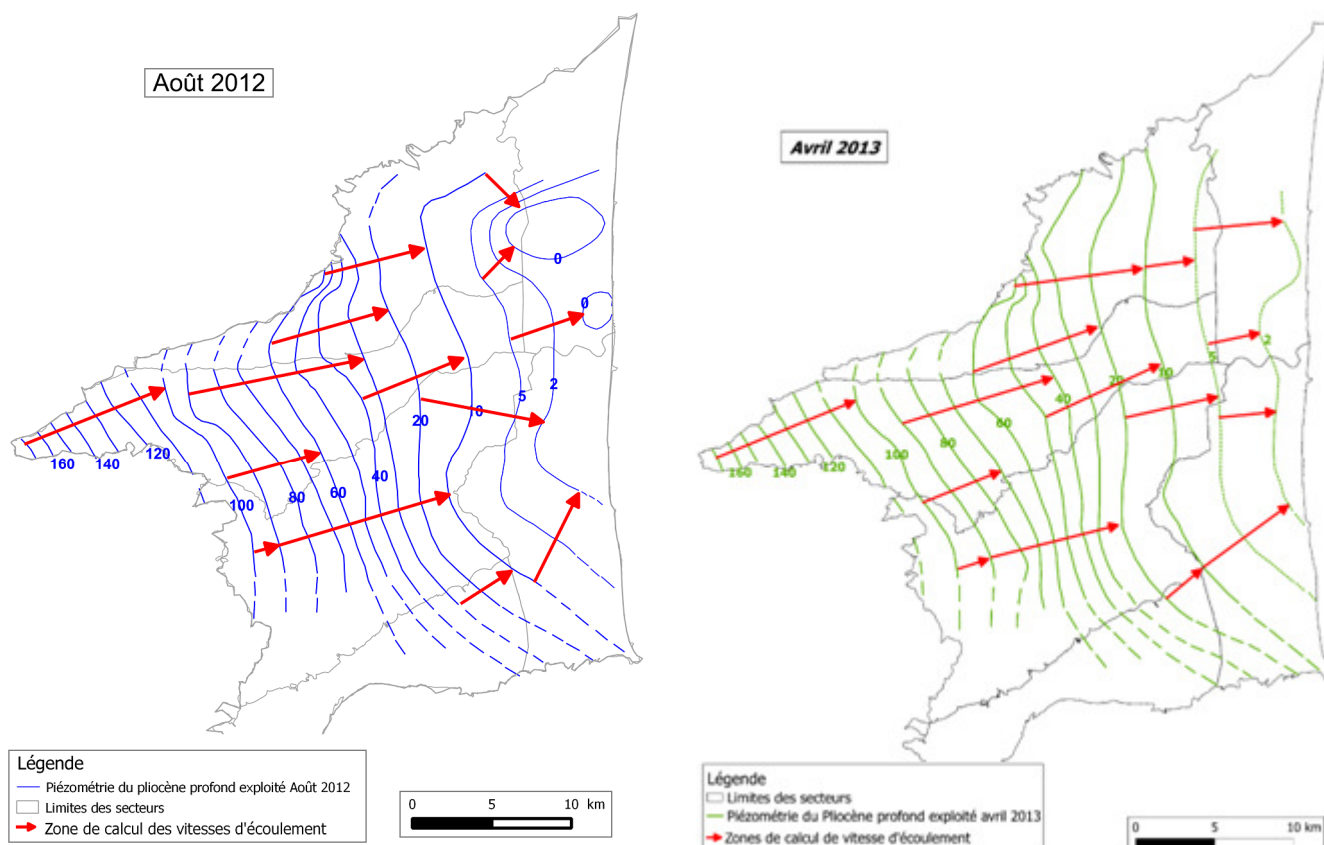 Août 2012
0
0
2
5
10
20
40
60
80
100
120
140
160
Légende
Piézométrie du pliocène profond exploité Août 2012
Limites des secteurs
Zone de calcul des vitesses d'écoulement
0 5 10 km
Avril 2013
2
5
10
20
40
60
80
100
120
140
160
Légende
Limites des secteurs
Piézométrie du Pliocène profond exploité avril 2013
Zones de calcul de vitesse d'écoulement
0 5 10 km